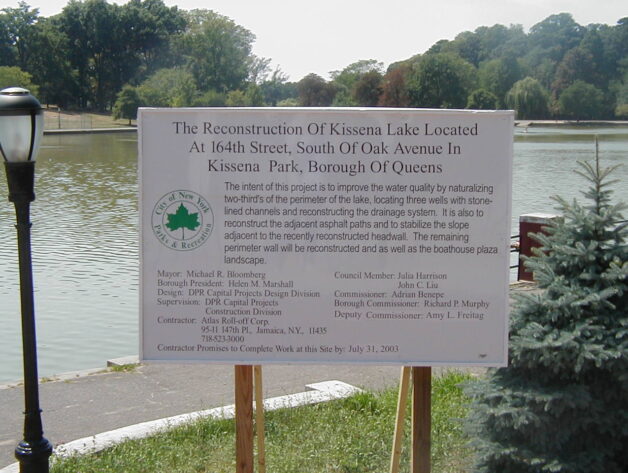 The Reconstruction Of Kissena Lake Located
At 164th Street, South Of Oak Avenue In
Kissena Park, Borough Of Queens
The intent of this project is to improve the water quality by naturalizing
two-third's of the perimeter of the lake, locating three wells with stone-
lined channels and reconstructing the drainage system. It is also to
reconstruct the adjacent asphalt paths and to stabilize the slope
adjacent to the recently reconstructed headwall. The remaining
perimeter wall will be reconstructed and as well as the boathouse plaza
landscape.
City of New York
Parks & Recreation
Mayor: Michael R. Bloomberg
Borough President: Helen M. Marshall
Design: DPR Capital Projects Design Division
Supervision: DPR Capital Projects
Construction Division
Contractor: Atlas Roll-off Corp.
95-11 147th Pl., Jamaica, N.Y., 11435
718-523-3000
Council Member: Julia Harrison
John C. Liu
Commissioner: Adrian Benepe
Borough Commissioner: Richard P. Murphy
Deputy Commissioner: Amy L. Freitag
Contractor Promises to Complete Work at this Site by: July 31, 2003